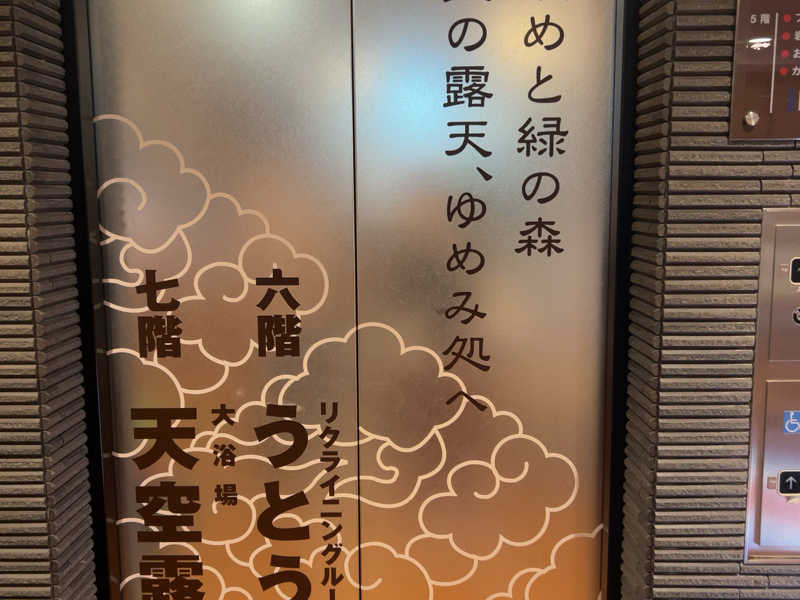 めと緑の森
の露天、ゆめみ処へ
六階
リクライニングルー
うとう
七階
大浴場
天空露
5階